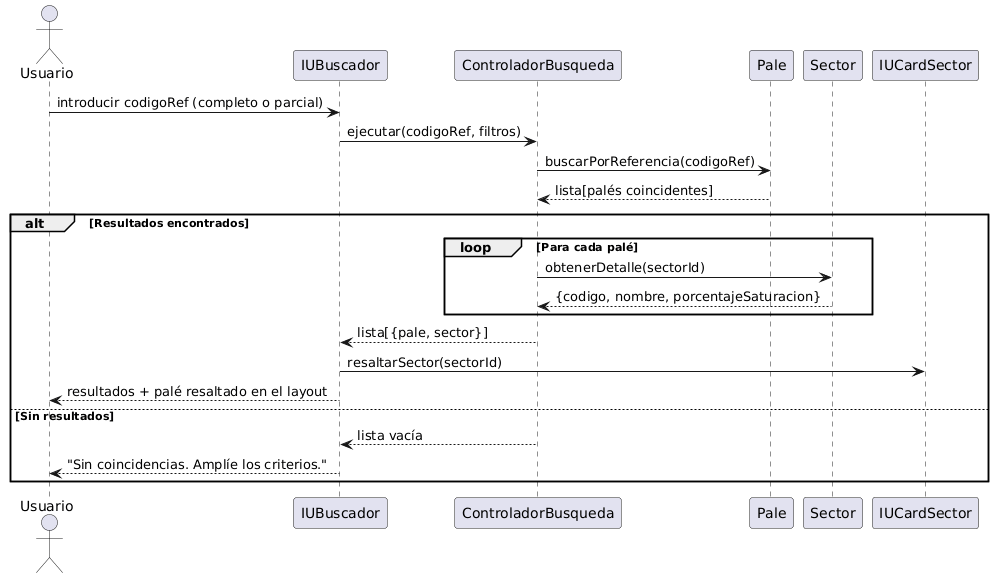 Usuario
IUBuscador
ControladorBusqueda
Pale
Sector
IUCardSector
introducir codigoRef (completo o parcial)
ejecutar(codigoRef, filtros)
buscarPorReferencia(codigoRef)
lista[palés coincidentes]
alt
[Resultados encontrados]
loop
[Para cada palé]
obtenerDetalle(sectorId)
{codigo, nombre, porcentajeSaturacion}
lista[{pale, sector}]
resaltarSector(sectorId)
resultados + palé resaltado en el layout
[Sin resultados]
lista vacía
"Sin coincidencias. Amplíe los criterios."
Usuario
IUBuscador
ControladorBusqueda
Pale
Sector
IUCardSector